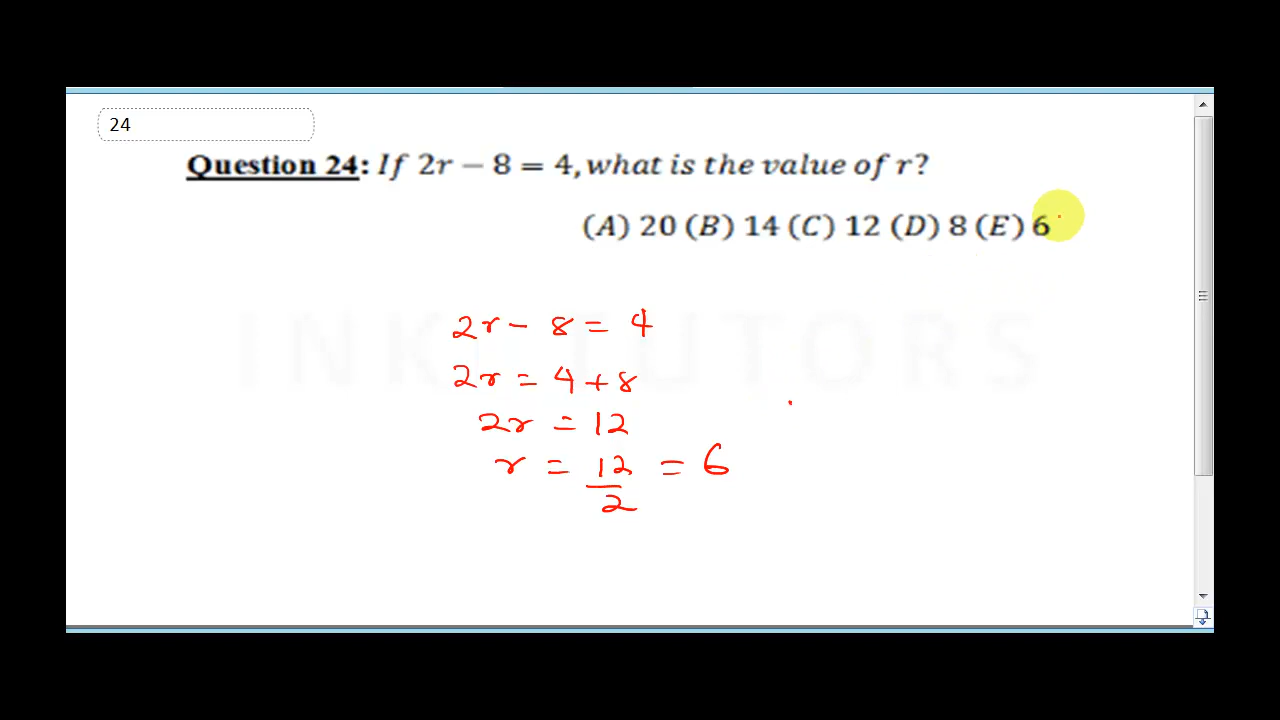 24
Question 24: If 2r − 8 = 4, what is the value of r?
(A) 20 (B) 14 (C) 12 (D) 8 (E) 6
INKUTUTORS
2r − 8 = 4
2r = 4 + 8
2r = 12
r = 12/2 = 6